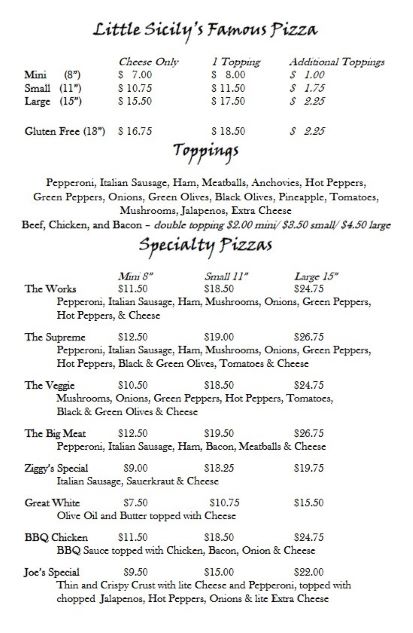 Little Sicily's Famous Pizza
Cheese Only 1 Topping Additional Toppings
Mini (8") $ 7.00 $ 8.00 $ 1.00
Small (11") $ 10.75 $ 11.50 $ 1.75
Large (15") $ 15.50 $ 17.50 $ 2.25
Gluten Free (13") $ 16.75 $ 18.50 $ 2.25
Toppings
Pepperoni, Italian Sausage, Ham, Meatballs, Anchovies, Hot Peppers,
Green Peppers, Onions, Green Olives, Black Olives, Pineapple, Tomatoes,
Mushrooms, Jalapenos, Extra Cheese
Beef, Chicken, and Bacon – double topping $2.00 mini/ $3.50 small/ $4.50 large
Specialty Pizzas
Mini 8" Small 11" Large 15"
The Works $11.50 $18.50 $24.75
Pepperoni, Italian Sausage, Ham, Mushrooms, Onions, Green Peppers,
Hot Peppers, & Cheese
The Supreme $12.50 $19.00 $26.75
Pepperoni, Italian Sausage, Ham, Mushrooms, Onions, Green Peppers,
Hot Peppers, Black & Green Olives, Tomatoes & Cheese
The Veggie $10.50 $18.50 $24.75
Mushrooms, Onions, Green Peppers, Hot Peppers, Tomatoes,
Black & Green Olives & Cheese
The Big Meat $12.50 $19.50 $26.75
Pepperoni, Italian Sausage, Ham, Bacon, Meatballs & Cheese
Ziggy's Special $9.00 $18.25 $19.75
Italian Sausage, Sauerkraut & Cheese
Great White $7.50 $10.75 $15.50
Olive Oil and Butter topped with Cheese
BBQ Chicken $11.50 $18.50 $24.75
BBQ Sauce topped with Chicken, Bacon, Onion & Cheese
Joe's Special $9.50 $15.00 $22.00
Thin and Crispy Crust with lite Cheese and Pepperoni, topped with
chopped Jalapenos, Hot Peppers, Onions & lite Extra Cheese